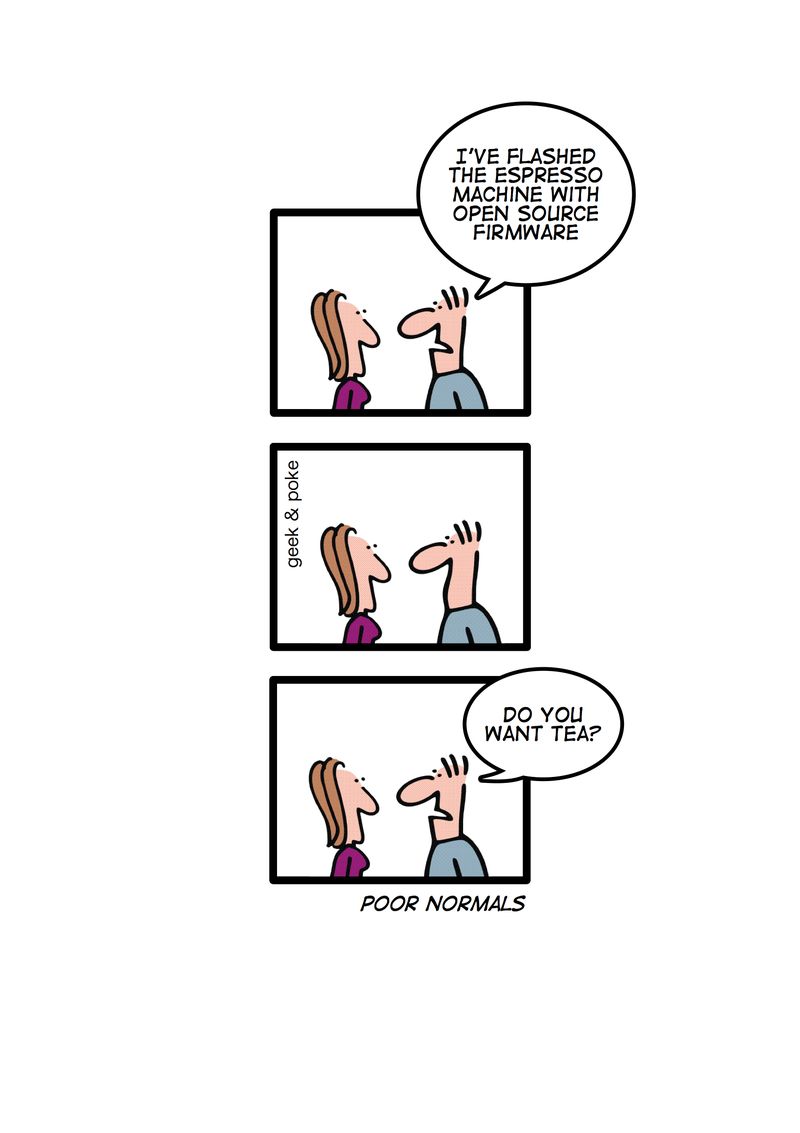 I'VE FLASHED
THE ESPRESSO
MACHINE WITH
OPEN SOURCE
FIRMWARE
geek & poke
DO YOU
WANT TEA?
POOR NORMALS